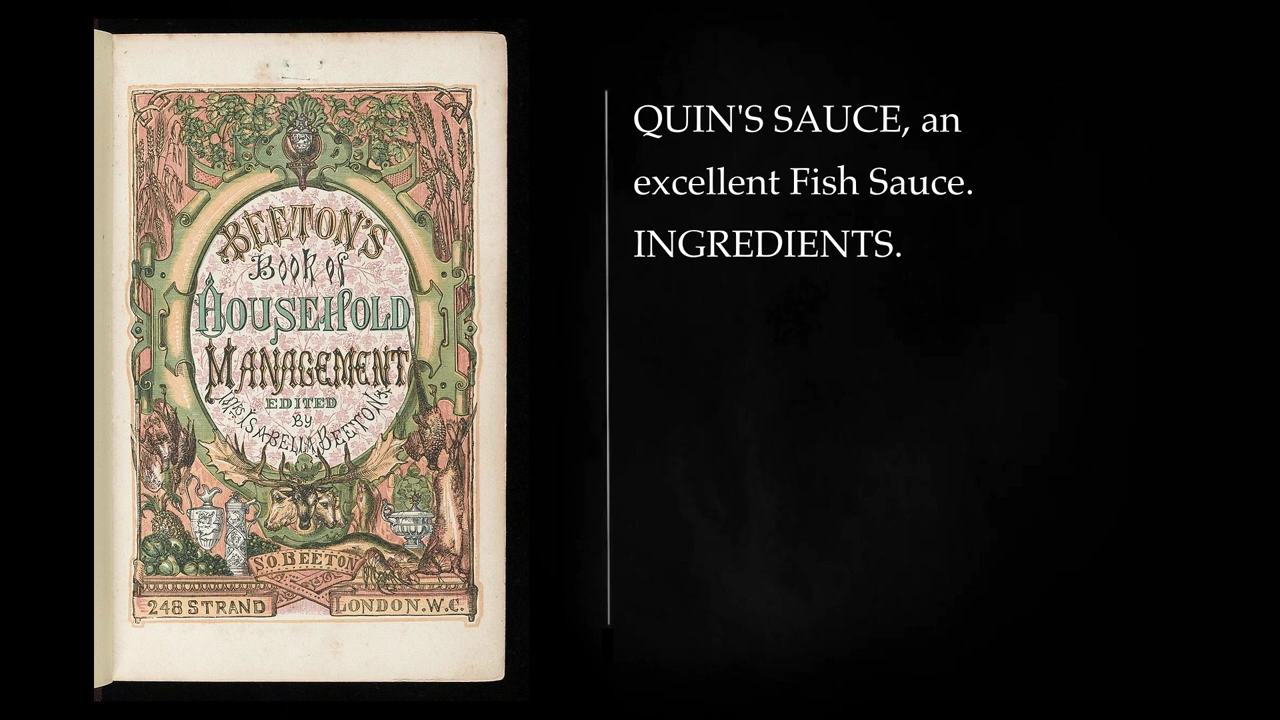 BEETON'S
Book of
HOUSEHOLD
MANAGEMENT
EDITED
By
MRS ISABELLA BEETON
S.O. BEETON
248 STRAND
LONDON. W.C.
QUIN'S SAUCE, an
excellent Fish Sauce.
INGREDIENTS.